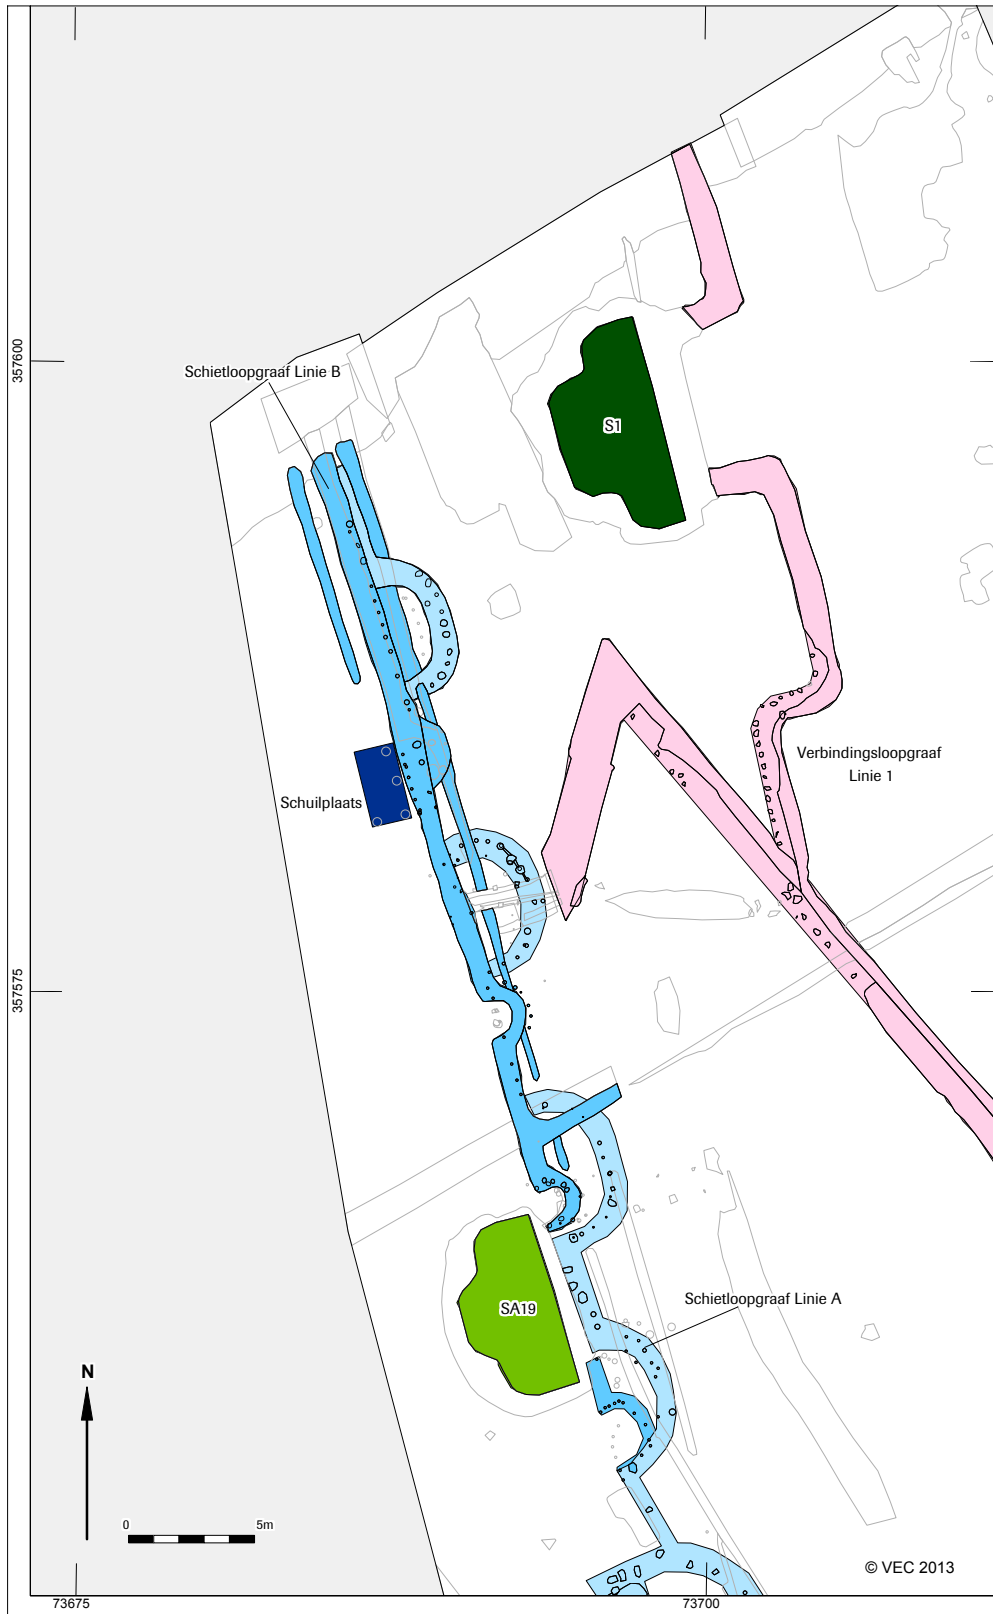 357600
Schietloopgraaf Linie B
S1
Verbindingsloopgraaf
Linie 1
Schuilplaats
357575
SA19
Schietloopgraaf Linie A
N
0 5m
© VEC 2013
73675 73700